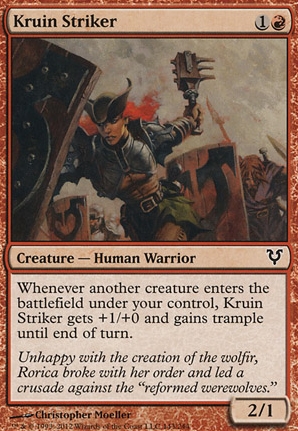 Kruin Striker 1
Creature — Human Warrior
Whenever another creature enters the
battlefield under your control, Kruin
Striker gets +1/+0 and gains trample
until end of turn.
Unhappy with the creation of the wolfir,
Rorica broke with her order and led a
crusade against the “reformed werewolves.”
Christopher Moeller
2/1